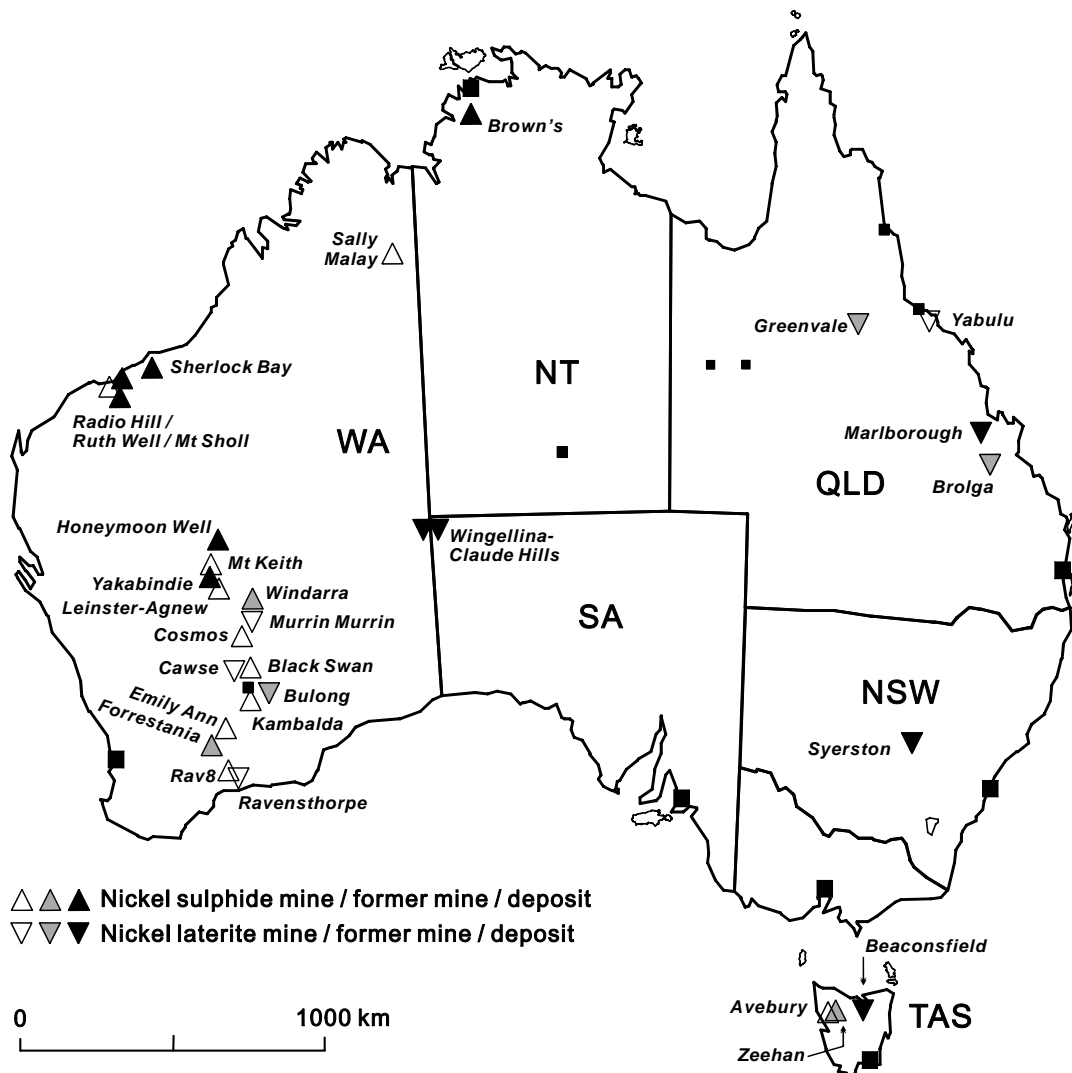 Brown's
Sally
Malay
Greenvale
Yabulu
Sherlock Bay
NT
Radio Hill /
Ruth Well / Mt Sholl
WA
Marlborough
QLD
Brolga
Honeymoon Well
Wingellina-
Claude Hills
Mt Keith
Yakabindie
Leinster-Agnew
Windarra
Murrin Murrin
SA
Cosmos
Cawse
Black Swan
Bulong
NSW
Emily Ann
Forrestania
Kambalda
Syerston
Rav8
Ravensthorpe
Nickel sulphide mine / former mine / deposit
Nickel laterite mine / former mine / deposit
Beaconsfield
Avebury
TAS
Zeehan
0
1000 km